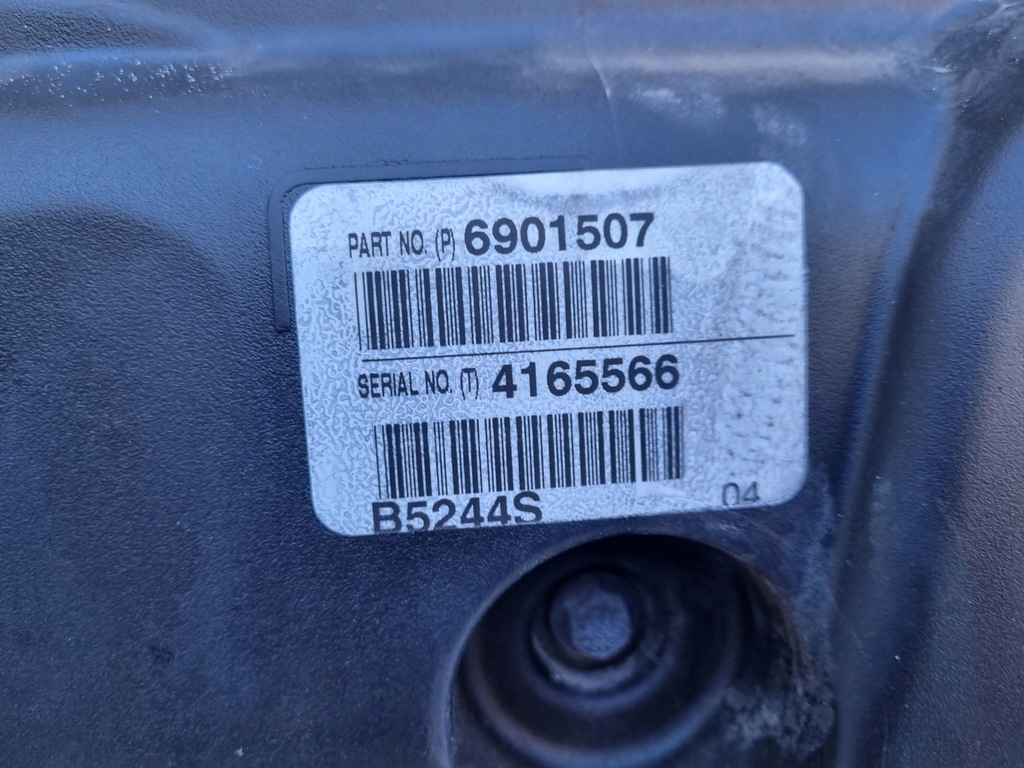 PART NO. (P) 6901507
SERIAL NO. (T) 4165566
B5244S 04